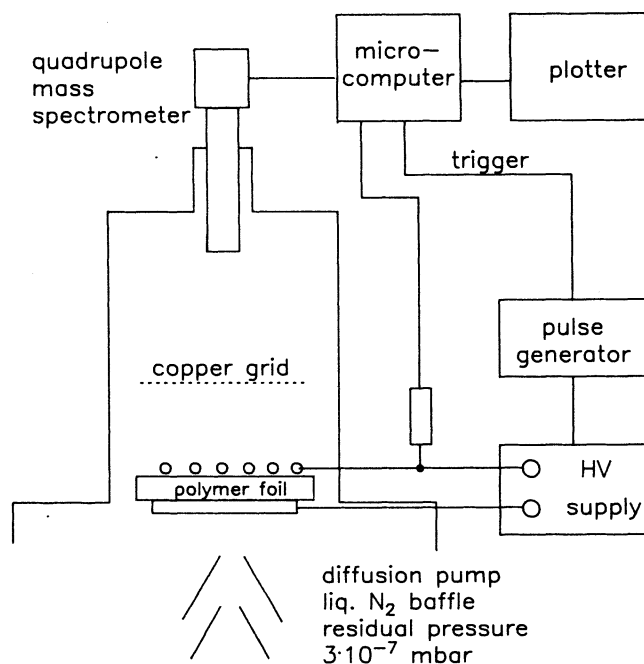 quadrupole
mass
spectrometer
micro-
computer
plotter
trigger
pulse
generator
copper grid
polymer foil
HV
supply
diffusion pump
liq. N₂ baffle
residual pressure
3·10⁻⁷ mbar